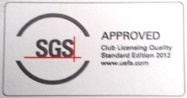 SGS
APPROVED
Club Licensing Quality
Standard Edition 2012
www.uefa.com